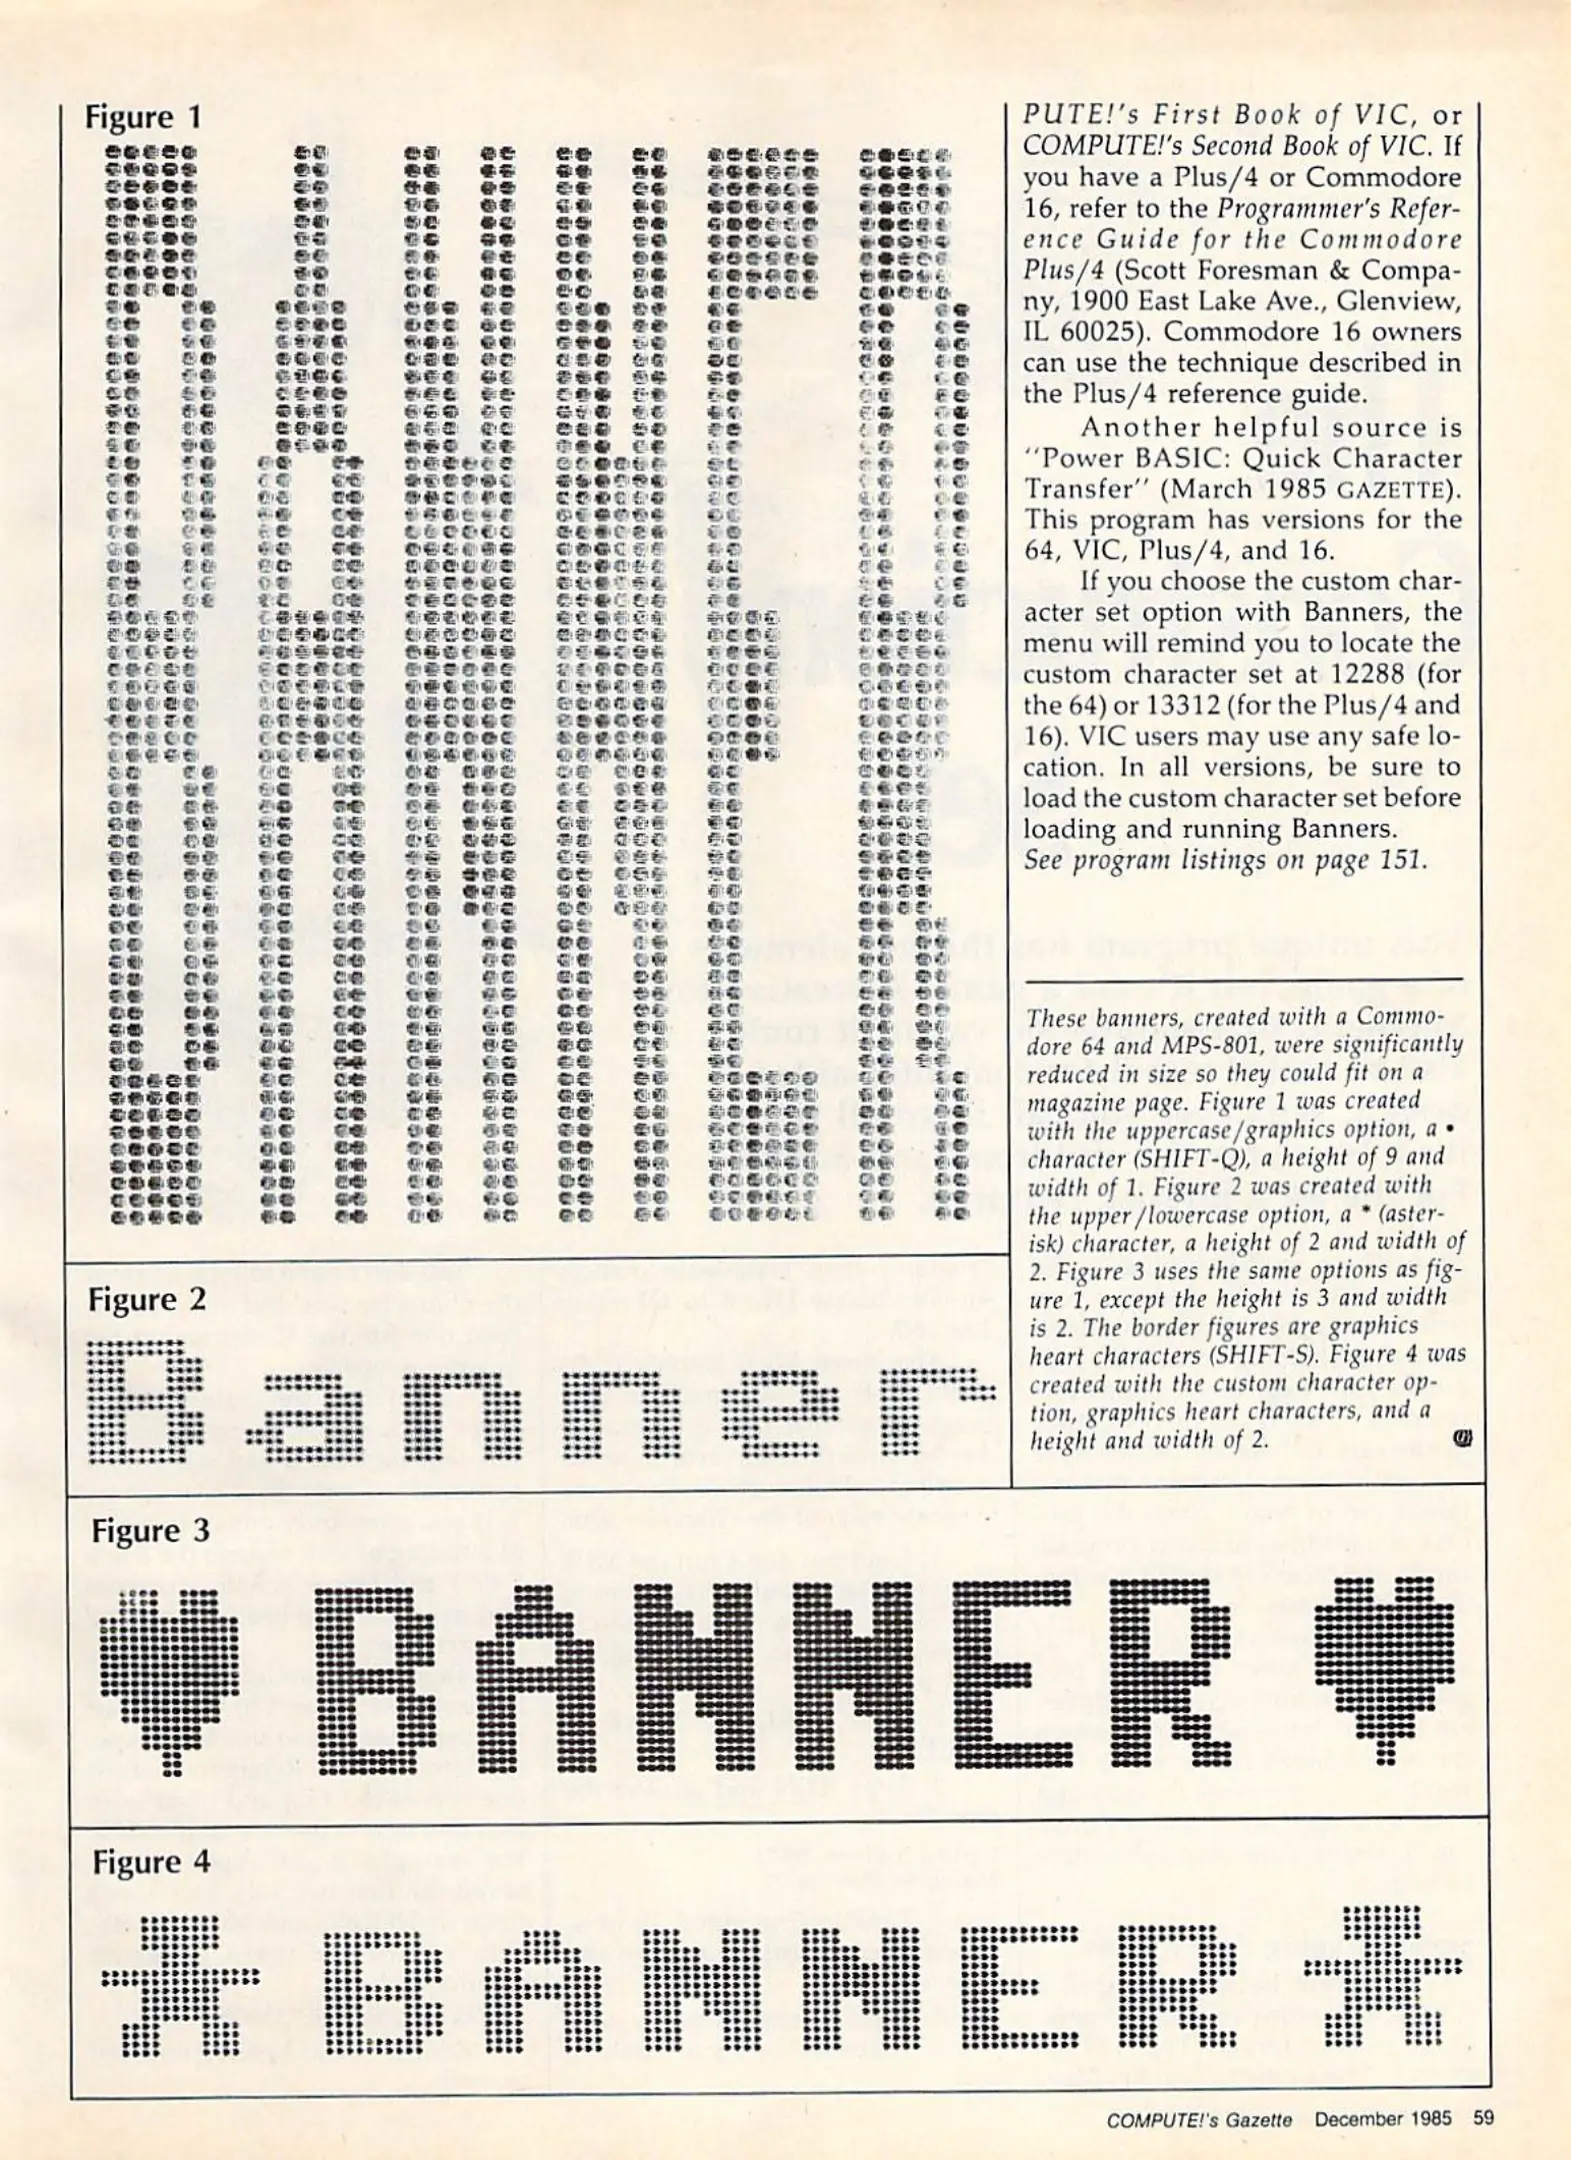 Figure 1
BANNER
PUTE!'s First Book of VIC, or
COMPUTE!'s Second Book of VIC. If
you have a Plus/4 or Commodore
16, refer to the Programmer's Refer-
ence Guide for the Commodore
Plus/4 (Scott Foresman & Compa-
ny, 1900 East Lake Ave., Glenview,
IL 60025). Commodore 16 owners
can use the technique described in
the Plus/4 reference guide.
Another helpful source is
"Power BASIC: Quick Character
Transfer" (March 1985 GAZETTE).
This program has versions for the
64, VIC, Plus/4, and 16.
If you choose the custom char-
acter set option with Banners, the
menu will remind you to locate the
custom character set at 12288 (for
the 64) or 13312 (for the Plus/4 and
16). VIC users may use any safe lo-
cation. In all versions, be sure to
load the custom character set before
loading and running Banners.
See program listings on page 151.
These banners, created with a Commo-
dore 64 and MPS-801, were significantly
reduced in size so they could fit on a
magazine page. Figure 1 was created
with the uppercase/graphics option, a •
character (SHIFT-Q), a height of 9 and
width of 1. Figure 2 was created with
the upper/lowercase option, a * (aster-
isk) character, a height of 2 and width of
2. Figure 3 uses the same options as fig-
ure 1, except the height is 3 and width
is 2. The border figures are graphics
heart characters (SHIFT-S). Figure 4 was
created with the custom character op-
tion, graphics heart characters, and a
height and width of 2.
Figure 2
Banner
Figure 3
♥ BANNER ♥
Figure 4
BANNER
COMPUTE!'s Gazette December 1985 59